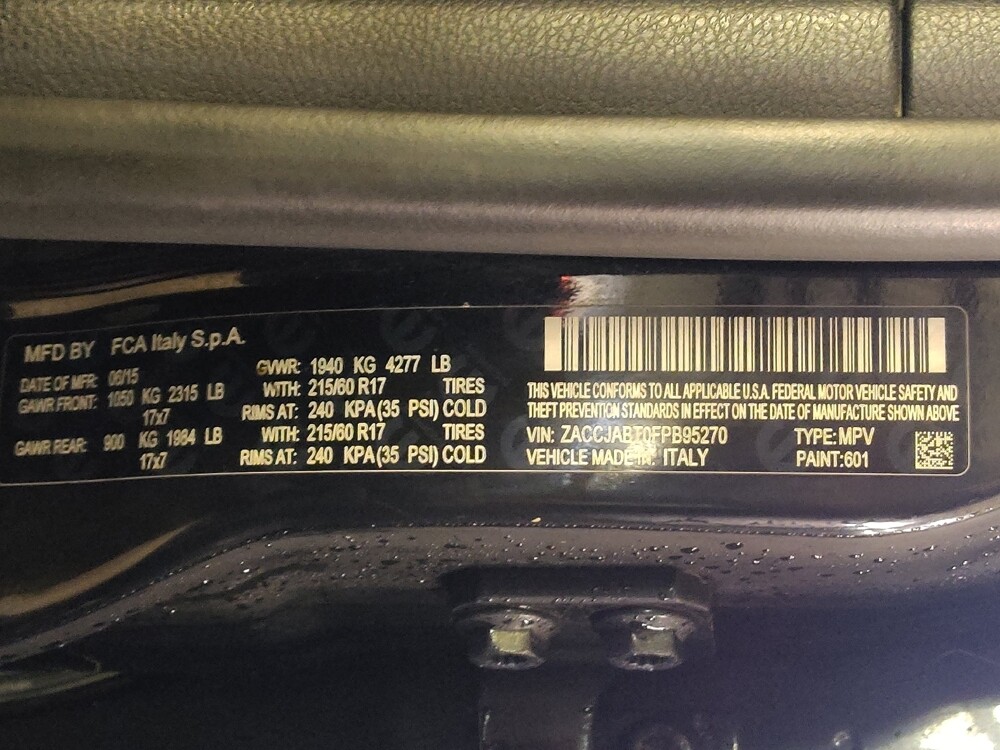 MFD BY FCA Italy S.p.A.
DATE OF MFR: 06/15 GVWR: 1940 KG 4277 LB
GAWR FRONT: 1050 KG 2315 LB WITH: 215/60 R17 TIRES
17x7 RIMS AT: 240 KPA (35 PSI) COLD
GAWR REAR: 900 KG 1984 LB WITH: 215/60 R17 TIRES
17x7 RIMS AT: 240 KPA (35 PSI) COLD
THIS VEHICLE CONFORMS TO ALL APPLICABLE U.S.A. FEDERAL MOTOR VEHICLE SAFETY AND
THEFT PREVENTION STANDARDS IN EFFECT ON THE DATE OF MANUFACTURE SHOWN ABOVE
VIN: ZACCJABT0FPB95270 TYPE:MPV
VEHICLE MADE IN: ITALY PAINT:601